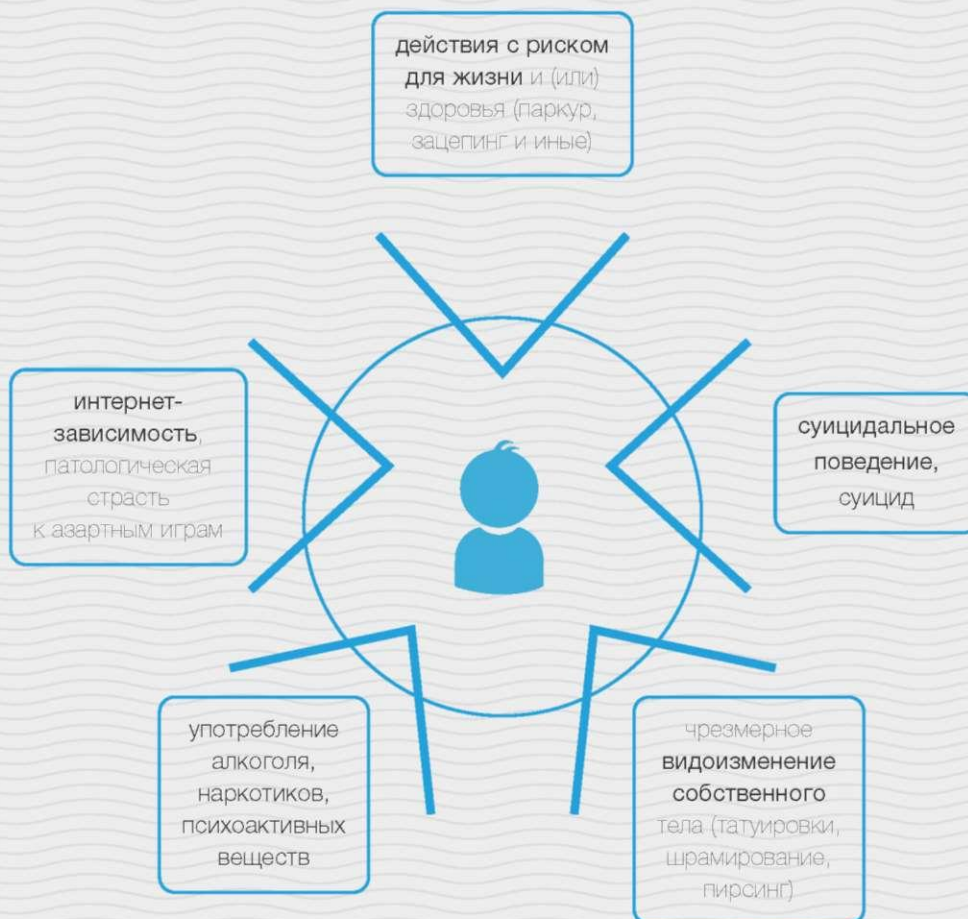 действия с риском
для жизни и (или)
здоровья (паркур,
зацепинг и иные)
интернет-
зависимость,
патологическая
страсть
к азартным играм
суицидальное
поведение,
суицид
употребление
алкоголя,
наркотиков,
психоактивных
веществ
чрезмерное
видоизменение
собственного
тела (татуировки,
шрамирование,
пирсинг)